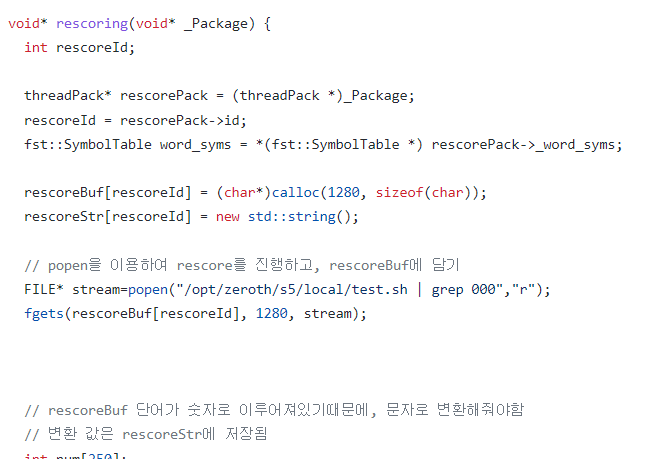 void* rescoring(void* _Package) {
int rescoreId;
threadPack* rescorePack = (threadPack *)_Package;
rescoreId = rescorePack->id;
fst::SymbolTable word_syms = *(fst::SymbolTable *) rescorePack->_word_syms;
rescoreBuf[rescoreId] = (char*)calloc(1280, sizeof(char));
rescoreStr[rescoreId] = new std::string();
// popen을 이용하여 rescore를 진행하고, rescoreBuf에 담기
FILE* stream=popen("/opt/zeroth/s5/local/test.sh | grep 000","r");
fgets(rescoreBuf[rescoreId], 1280, stream);
// rescoreBuf 단어가 숫자로 이루어져있기때문에, 문자로 변환해줘야함
// 변환 값은 rescoreStr에 저장됨
int num[250];